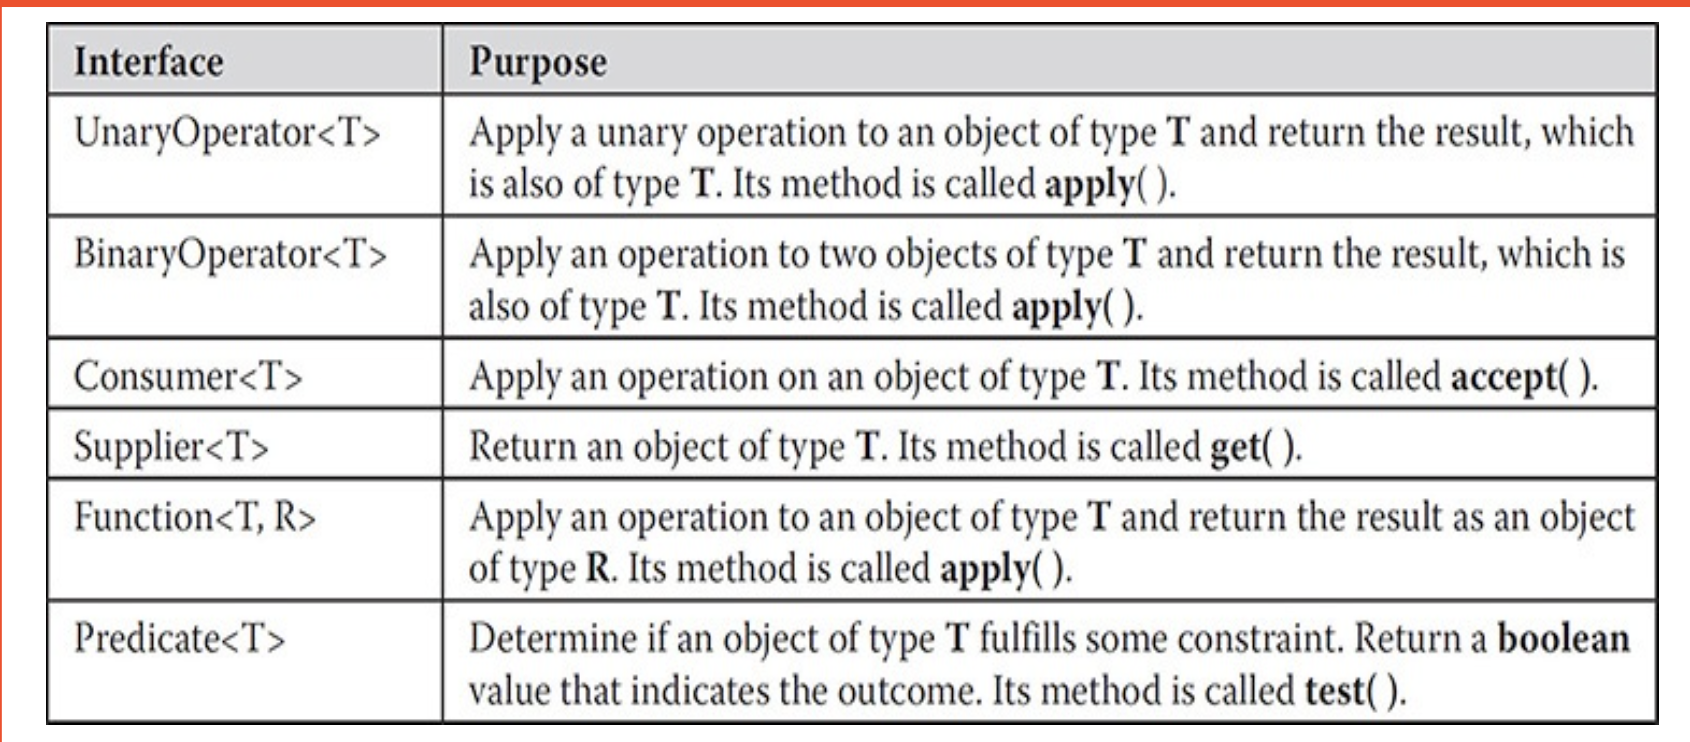 Interface
Purpose
UnaryOperator<T>
Apply a unary operation to an object of type T and return the result, which
is also of type T. Its method is called apply( ).
BinaryOperator<T>
Apply an operation to two objects of type T and return the result, which is
also of type T. Its method is called apply( ).
Consumer<T>
Apply an operation on an object of type T. Its method is called accept( ).
Supplier<T>
Return an object of type T. Its method is called get( ).
Function<T, R>
Apply an operation to an object of type T and return the result as an object
of type R. Its method is called apply( ).
Predicate<T>
Determine if an object of type T fulfills some constraint. Return a boolean
value that indicates the outcome. Its method is called test( ).